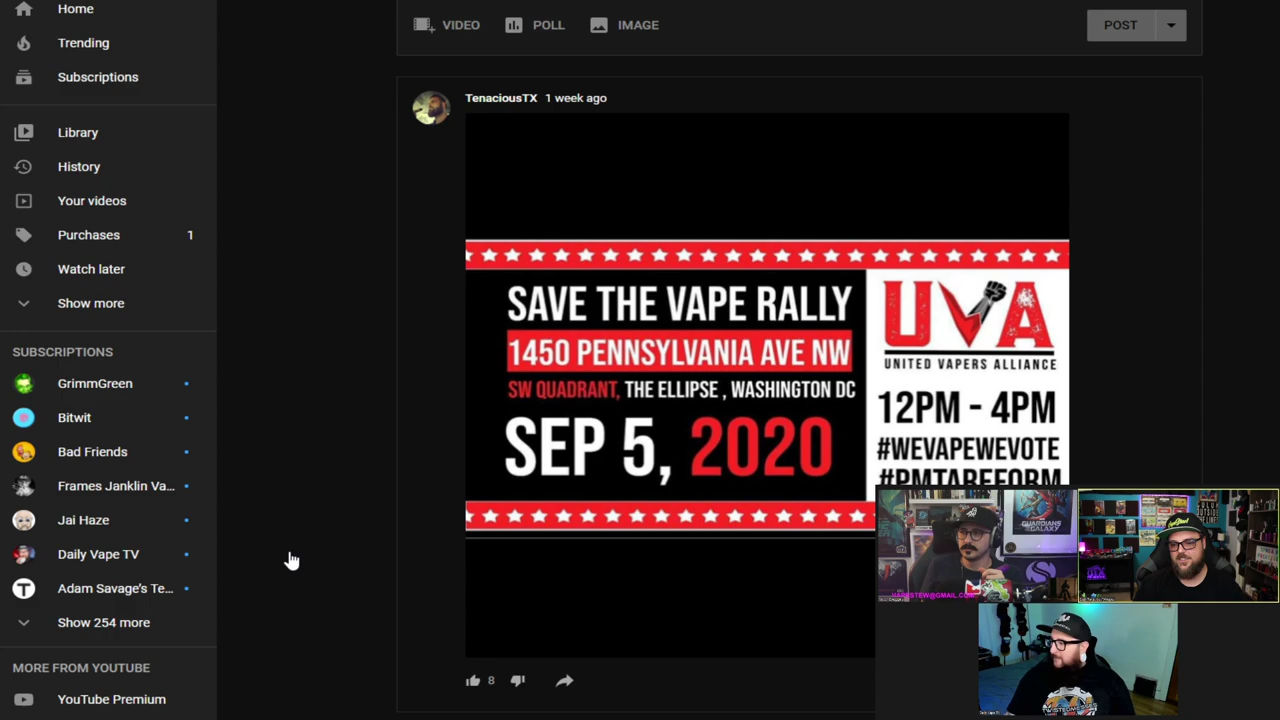 Home
Trending
Subscriptions
Library
History
Your videos
Purchases 1
Watch later
Show more
SUBSCRIPTIONS
GrimmGreen
Bitwit
Bad Friends
Frames Janklin Va...
Jai Haze
Daily Vape TV
Adam Savage's Te...
Show 254 more
MORE FROM YOUTUBE
YouTube Premium
VIDEO POLL IMAGE POST
TenaciousTX 1 week ago
SAVE THE VAPE RALLY
1450 PENNSYLVANIA AVE NW
SW QUADRANT, THE ELLIPSE , WASHINGTON DC
SEP 5, 2020
UVA
UNITED VAPERS ALLIANCE
12PM - 4PM
#WEVAPEWEVOTE
#PMTAREFORM
8
GUARDIANS
GALAXY